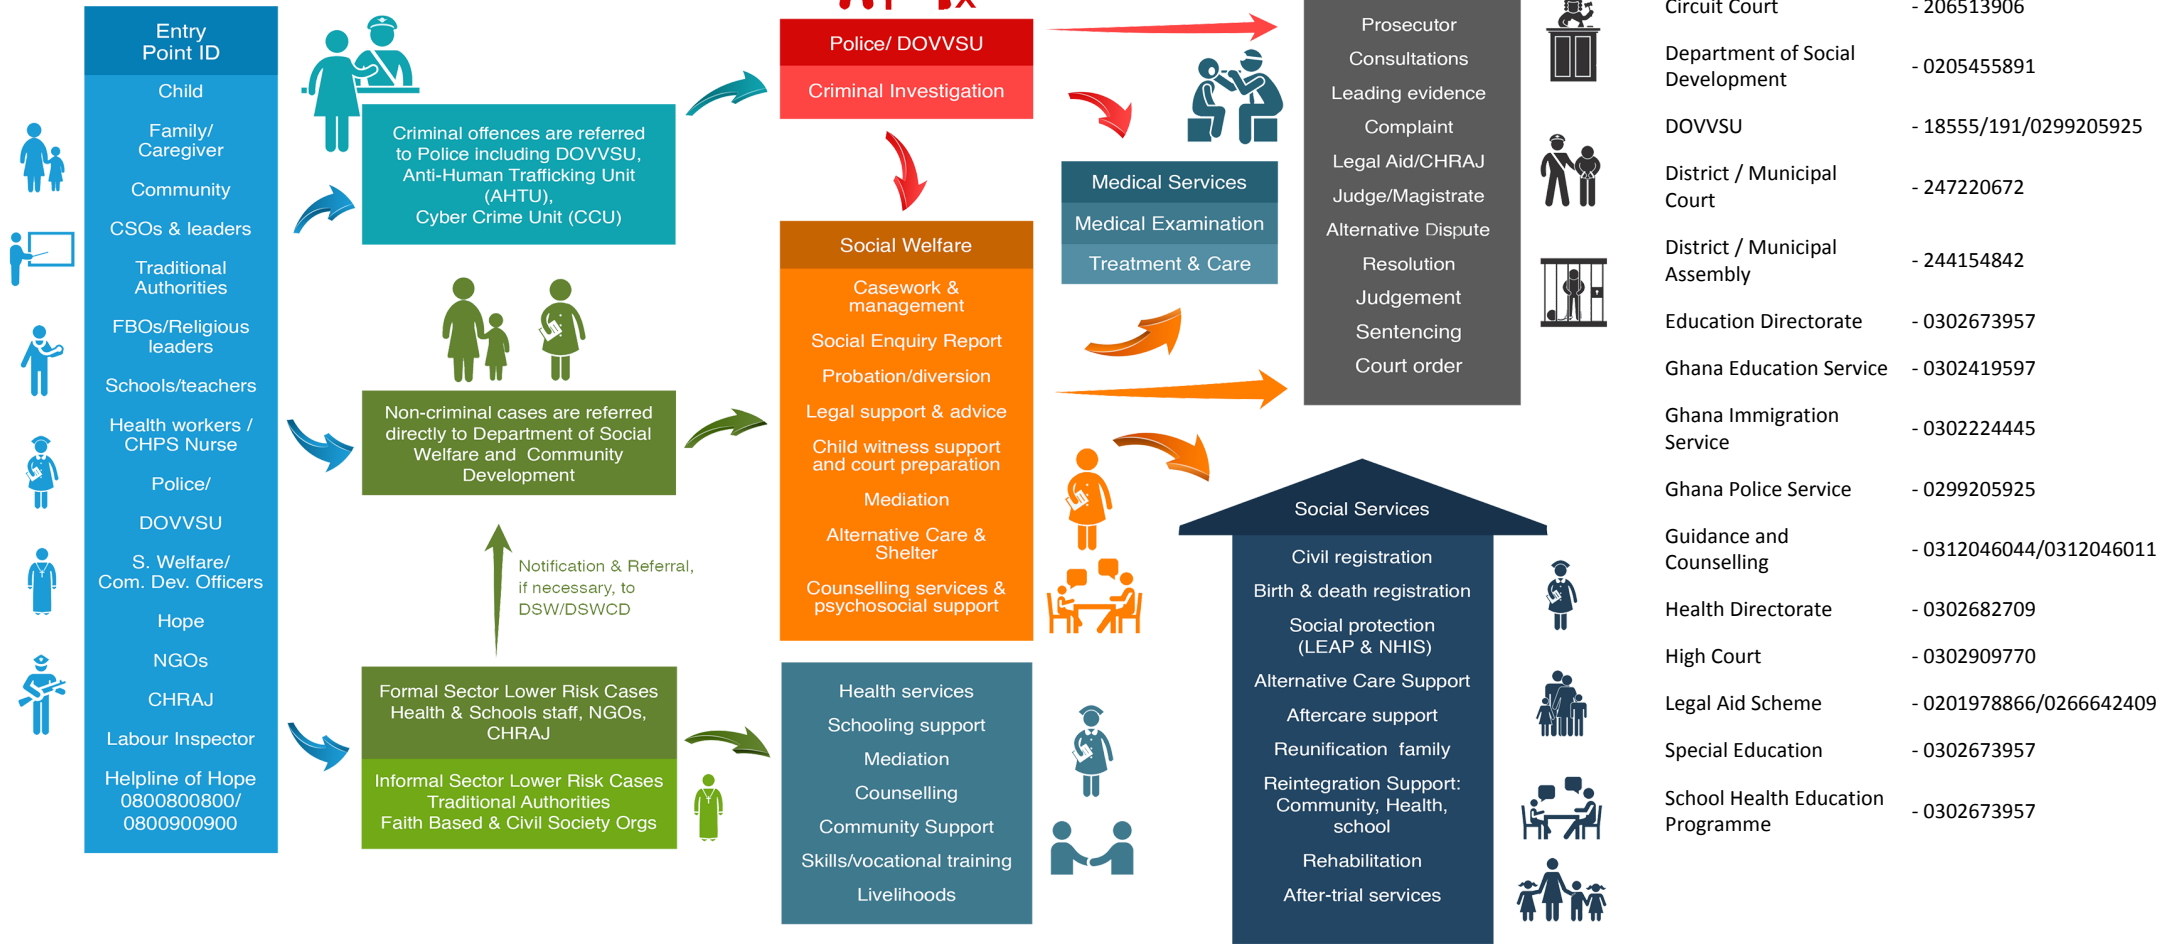 Entry
Point ID
Child
Family/
Caregiver
Community
CSOs & leaders
Traditional
Authorities
FBOs/Religious
leaders
Schools/teachers
Health workers /
CHPS Nurse
Police/
DOVVSU
S. Welfare/
Com. Dev. Officers
Hope
NGOs
CHRAJ
Labour Inspector
Helpline of Hope
0800800800/
0800900900
Criminal offences are referred
to Police including DOVVSU,
Anti-Human Trafficking Unit
(AHTU),
Cyber Crime Unit (CCU)
Non-criminal cases are referred
directly to Department of Social
Welfare and Community
Development
Notification & Referral,
if necessary, to
DSW/DSWCD
Formal Sector Lower Risk Cases
Health & Schools staff, NGOs,
CHRAJ
Informal Sector Lower Risk Cases
Traditional Authorities
Faith Based & Civil Society Orgs
Police/ DOVVSU
Criminal Investigation
Social Welfare
Casework &
management
Social Enquiry Report
Probation/diversion
Legal support & advice
Child witness support
and court preparation
Mediation
Alternative Care &
Shelter
Counselling services &
psychosocial support
Health services
Schooling support
Mediation
Counselling
Community Support
Skills/vocational training
Livelihoods
Medical Services
Medical Examination
Treatment & Care
Prosecutor
Consultations
Leading evidence
Complaint
Legal Aid/CHRAJ
Judge/Magistrate
Alternative Dispute
Resolution
Judgement
Sentencing
Court order
Social Services
Civil registration
Birth & death registration
Social protection
(LEAP & NHIS)
Alternative Care Support
Aftercare support
Reunification family
Reintegration Support:
Community, Health,
school
Rehabilitation
After-trial services
Circuit Court - 206513906
Department of Social
Development - 0205455891
DOVVSU - 18555/191/0299205925
District / Municipal
Court - 247220672
District / Municipal
Assembly - 244154842
Education Directorate - 0302673957
Ghana Education Service - 0302419597
Ghana Immigration
Service - 0302224445
Ghana Police Service - 0299205925
Guidance and
Counselling - 0312046044/0312046011
Health Directorate - 0302682709
High Court - 0302909770
Legal Aid Scheme - 0201978866/0266642409
Special Education - 0302673957
School Health Education
Programme - 0302673957